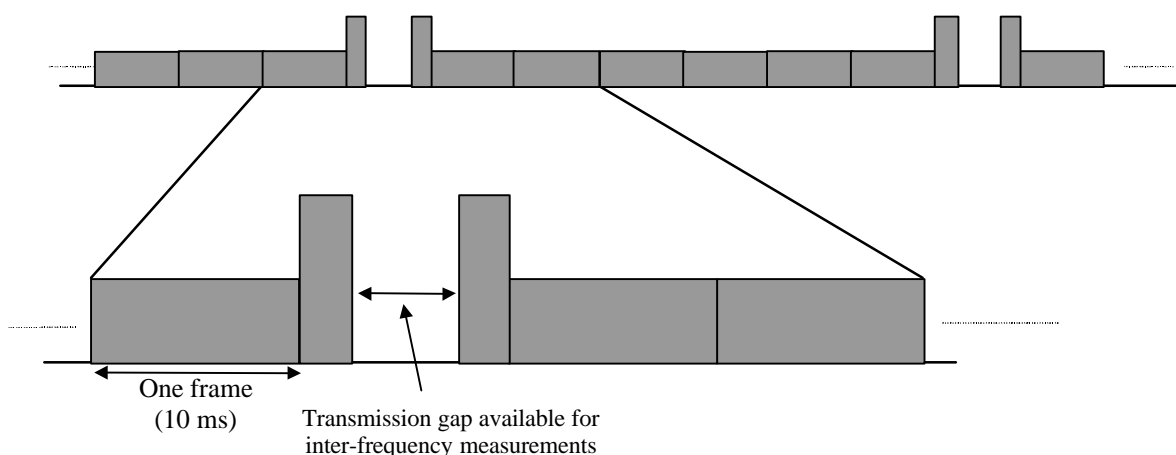 One frame
(10 ms)
Transmission gap available for
inter-frequency measurements